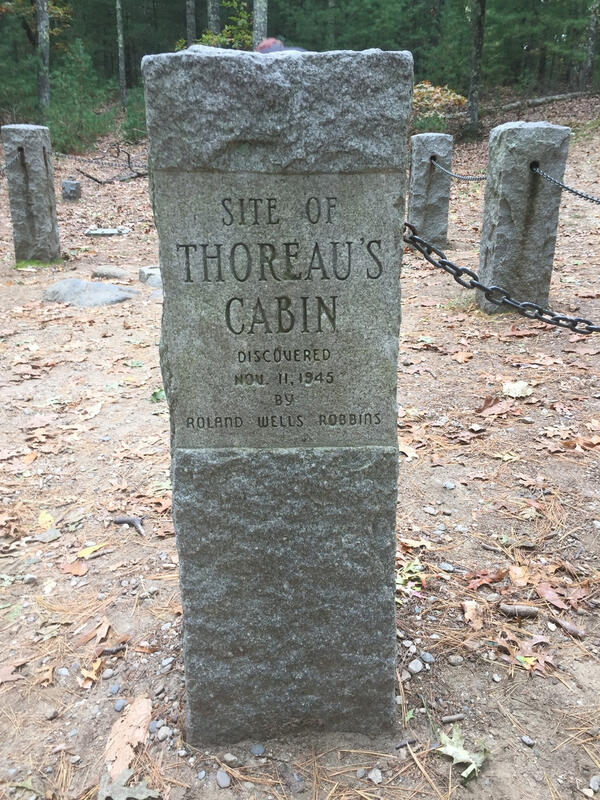 SITE OF
THOREAU'S
CABIN
DISCOVERED
NOV. 11, 1945
BY
ROLAND WELLS ROBBINS